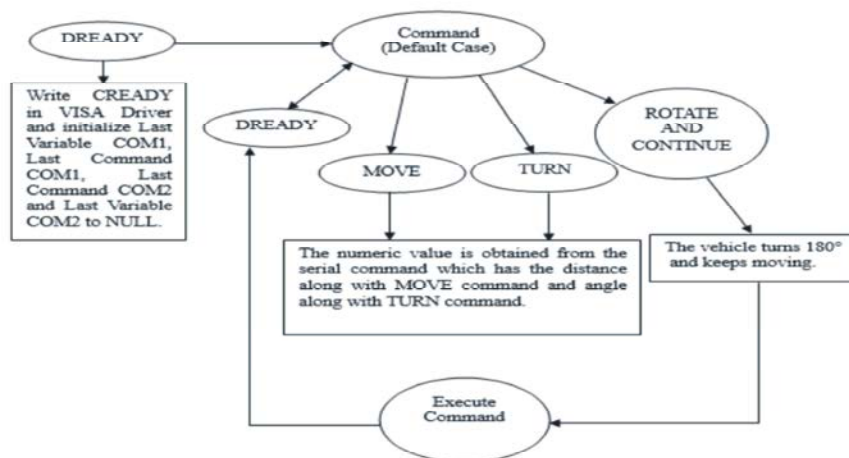 DREADY
Command
(Default Case)
Write CREADY
in VISA Driver
and initialize Last
Variable COM1,
Last Command
COM1, Last
Command COM2
and Last Variable
COM2 to NULL.
DREADY
ROTATE
AND
CONTINUE
MOVE
TURN
The numeric value is obtained from the
serial command which has the distance
along with MOVE command and angle
along with TURN command.
The vehicle turns 180°
and keeps moving.
Execute
Command